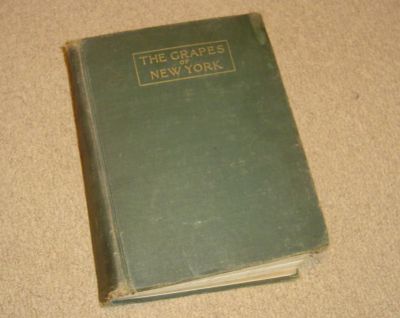 THE GRAPES
OF
NEW YORK